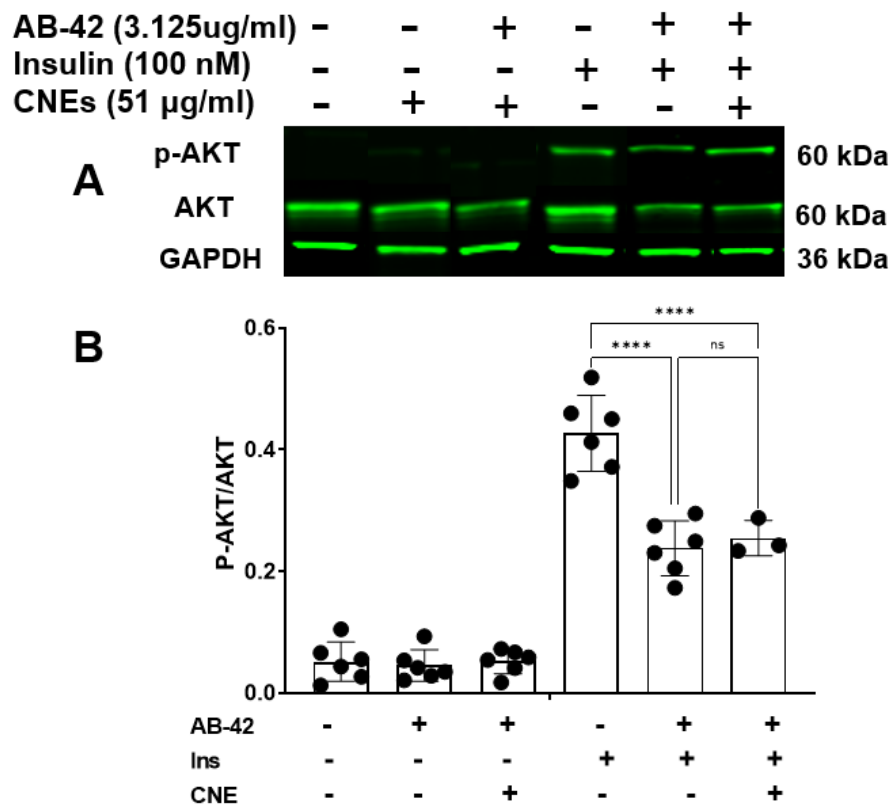 AB-42 (3.125ug/ml) - - + - + +
Insulin (100 nM) - - - + + +
CNEs (51 µg/ml) - + + - - +
A
p-AKT 60 kDa
AKT 60 kDa
GAPDH 36 kDa
B
P-AKT/AKT
0.6
0.4
0.2
0.0
****
**** ns
AB-42 - + + - + +
Ins - - - + + +
CNE - - + - - +